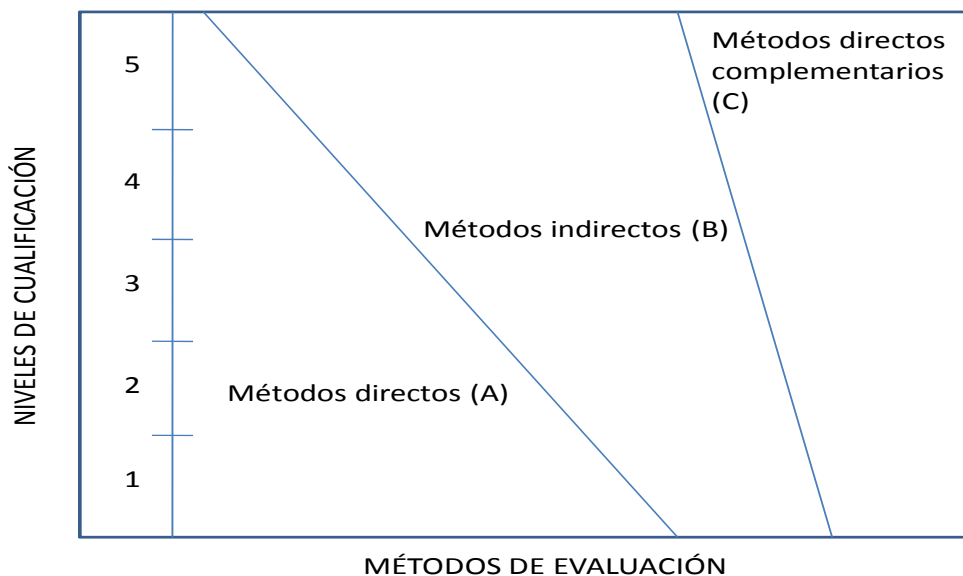 NIVELES DE CUALIFICACIÓN
5
4
3
2
1
Métodos directos
complementarios
(C)
Métodos indirectos (B)
Métodos directos (A)
MÉTODOS DE EVALUACIÓN